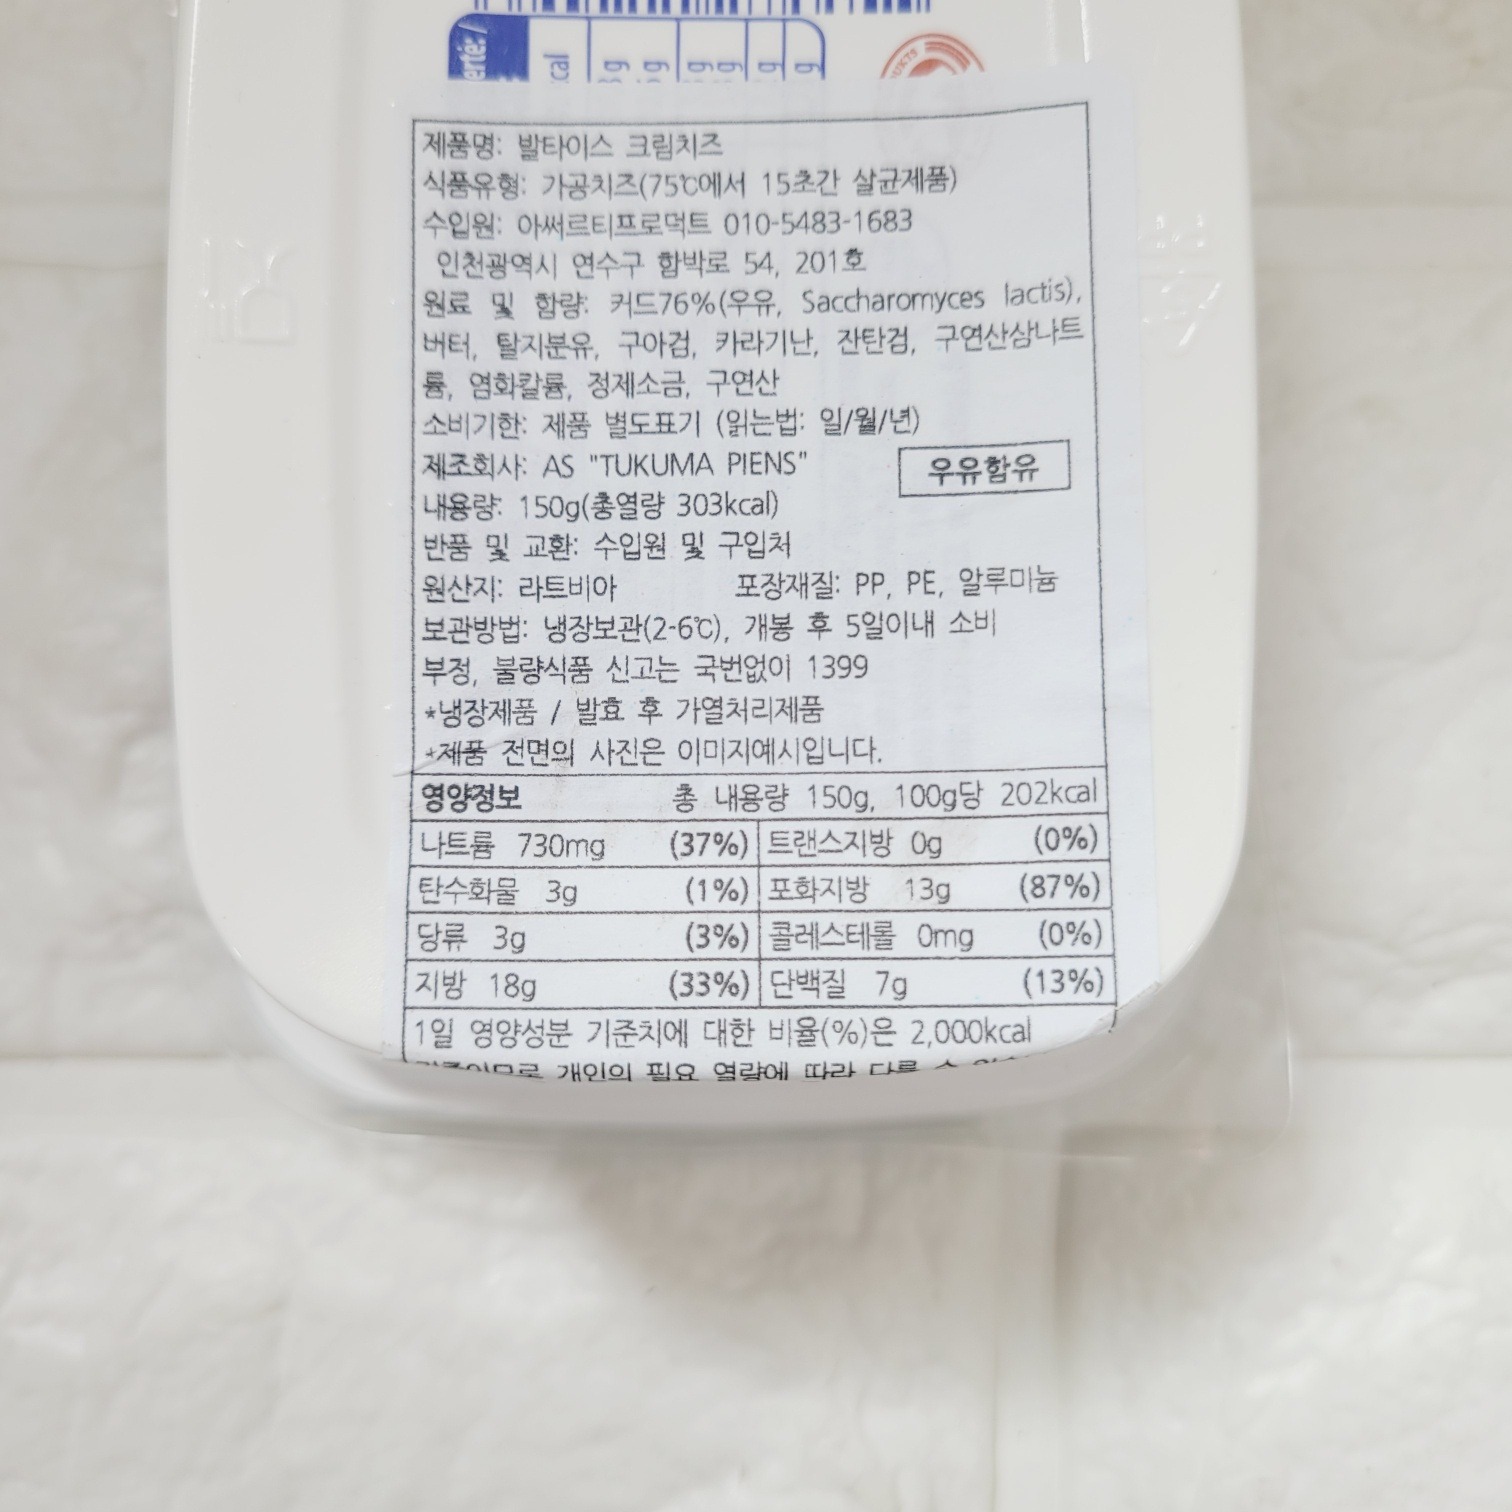 제품명: 발타이스 크림치즈
식품유형: 가공치즈(75℃에서 15초간 살균제품)
수입원: 아써르티프로덕트 010-5483-1683
인천광역시 연수구 함박로 54, 201호
원료 및 함량: 커드76%(우유, Saccharomyces lactis),
버터, 탈지분유, 구아검, 카라기난, 잔탄검, 구연산삼나트
륨, 염화칼륨, 정제소금, 구연산
소비기한: 제품 별도표기 (읽는법: 일/월/년)
제조회사: AS "TUKUMA PIENS" 우유함유
내용량: 150g(총열량 303kcal)
반품 및 교환: 수입원 및 구입처
원산지: 라트비아 포장재질: PP, PE, 알루미늄
보관방법: 냉장보관(2-6℃), 개봉 후 5일이내 소비
부정, 불량식품 신고는 국번없이 1399
*냉장제품 / 발효 후 가열처리제품
*제품 전면의 사진은 이미지예시입니다.
영양정보 총 내용량 150g, 100g당 202kcal
나트륨 730mg (37%) 트랜스지방 0g (0%)
탄수화물 3g (1%) 포화지방 13g (87%)
당류 3g (3%) 콜레스테롤 0mg (0%)
지방 18g (33%) 단백질 7g (13%)
1일 영양성분 기준치에 대한 비율(%)은 2,000kcal
개인의 필요 열량에 따라 다를 수